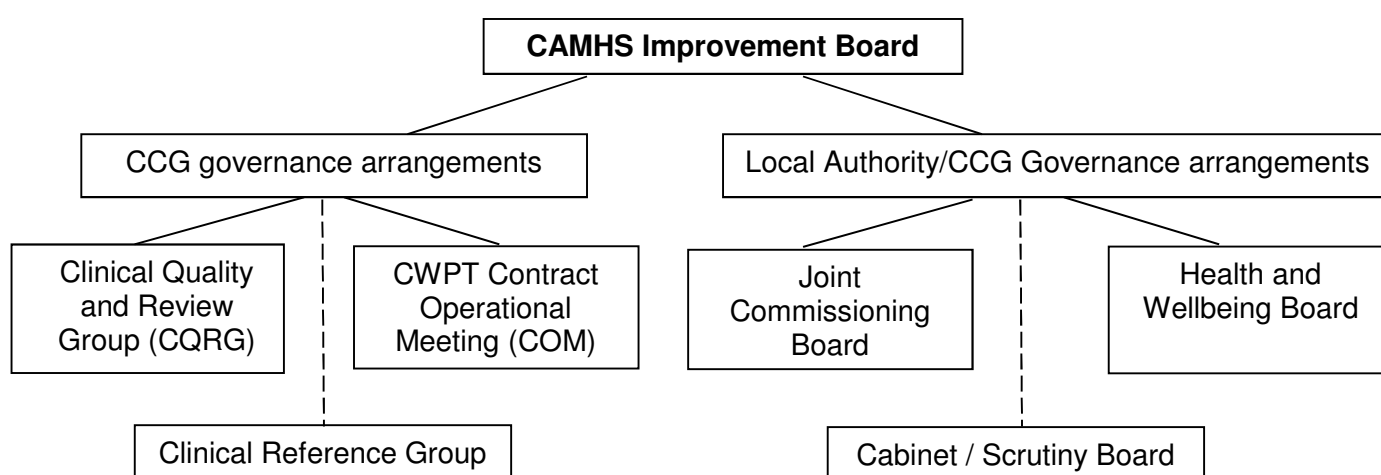 CAMHS Improvement Board
CCG governance arrangements
Local Authority/CCG Governance arrangements
Clinical Quality
and Review
Group (CQRG)
CWPT Contract
Operational
Meeting (COM)
Joint
Commissioning
Board
Health and
Wellbeing Board
Clinical Reference Group
Cabinet / Scrutiny Board